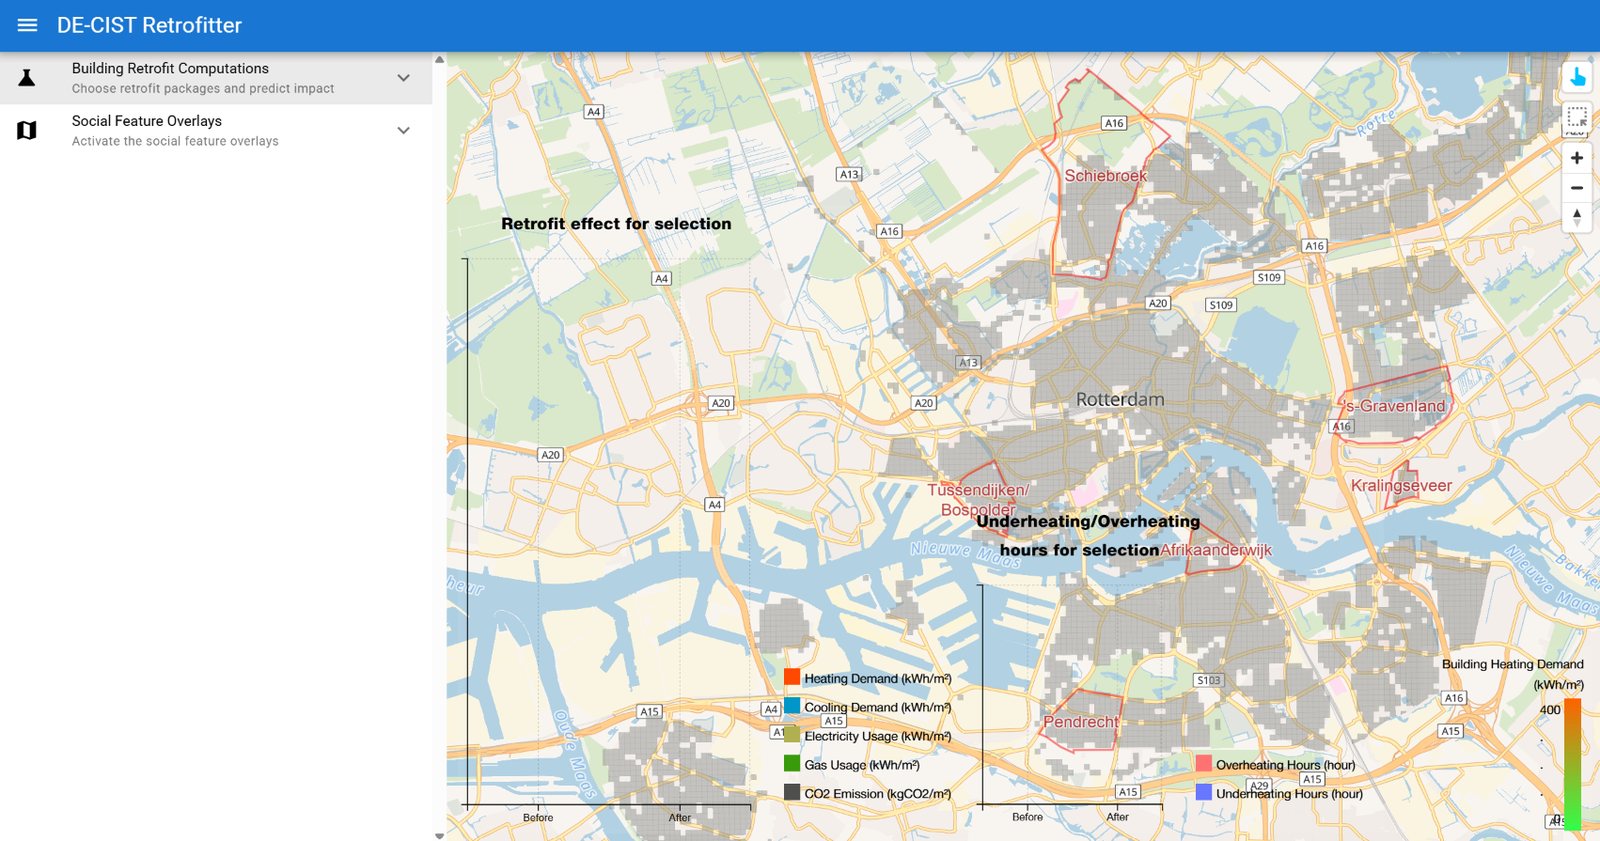 DE-CIST Retrofitter
Building Retrofit Computations
Choose retrofit packages and predict impact
Social Feature Overlays
Activate the social feature overlays
A4
A16
Rotte
A13
Schiebroek
Retrofit effect for selection
A16
A16
A4
S109
A20
S109
A13
Rotterdam
A20
A20
's-Gravenland
A16
A20
Kralingseveer
Tussendijken/
Bospolder
A4
Underheating/Overheating
hours for selection
Afrikaanderwijk
Nieuwe Maas
Nieuwe Maas
Building Heating Demand
(kWh/m²)
Heating Demand (kWh/m²)
S103
A16
400
A15
A4
Cooling Demand (kWh/m²)
A15
Pendrecht
A15
Electricity Usage (kWh/m²)
Oude Maas
Gas Usage (kWh/m²)
Overheating Hours (hour)
A15
A29
CO2 Emission (kgCO2/m²)
A15
Underheating Hours (hour)
Before
After
Before
After
0